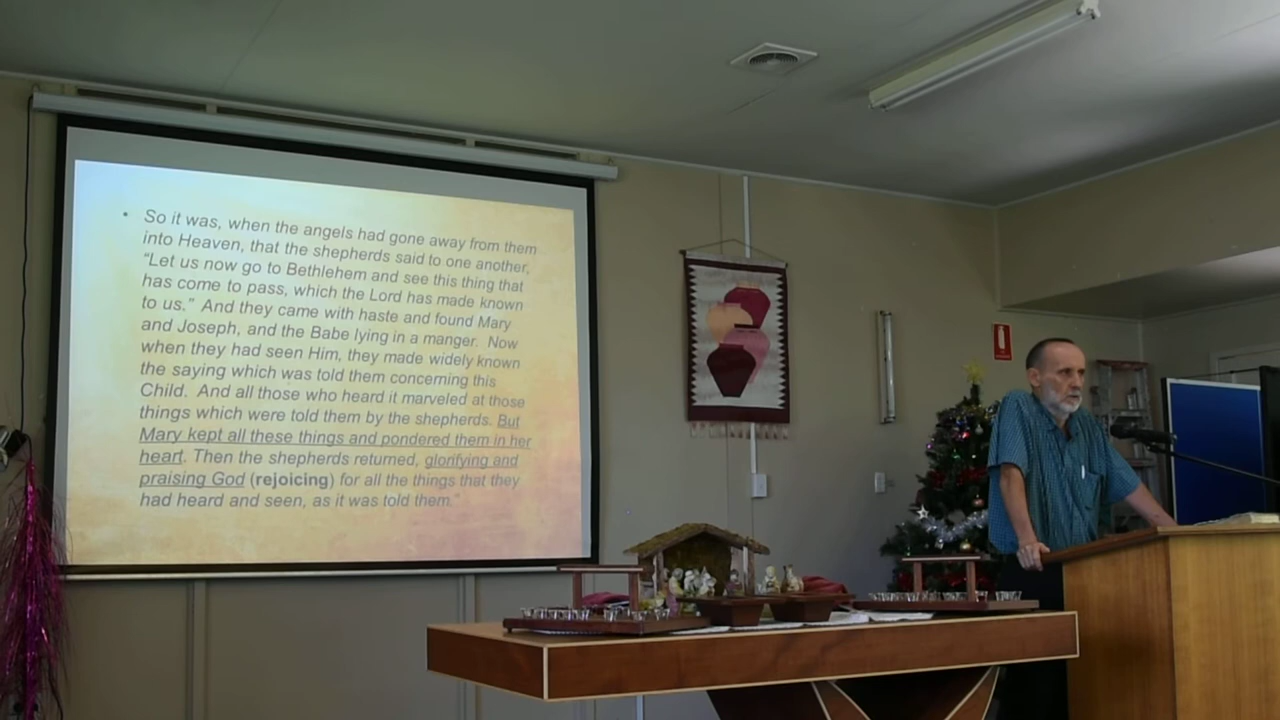 • So it was, when the angels had gone away from them
into Heaven, that the shepherds said to one another,
“Let us now go to Bethlehem and see this thing that
has come to pass, which the Lord has made known
to us.” And they came with haste and found Mary
and Joseph, and the Babe lying in a manger. Now
when they had seen Him, they made widely known
the saying which was told them concerning this
Child. And all those who heard it marveled at those
things which were told them by the shepherds. But
Mary kept all these things and pondered them in her
heart. Then the shepherds returned, glorifying and
praising God (rejoicing) for all the things that they
had heard and seen, as it was told them.”